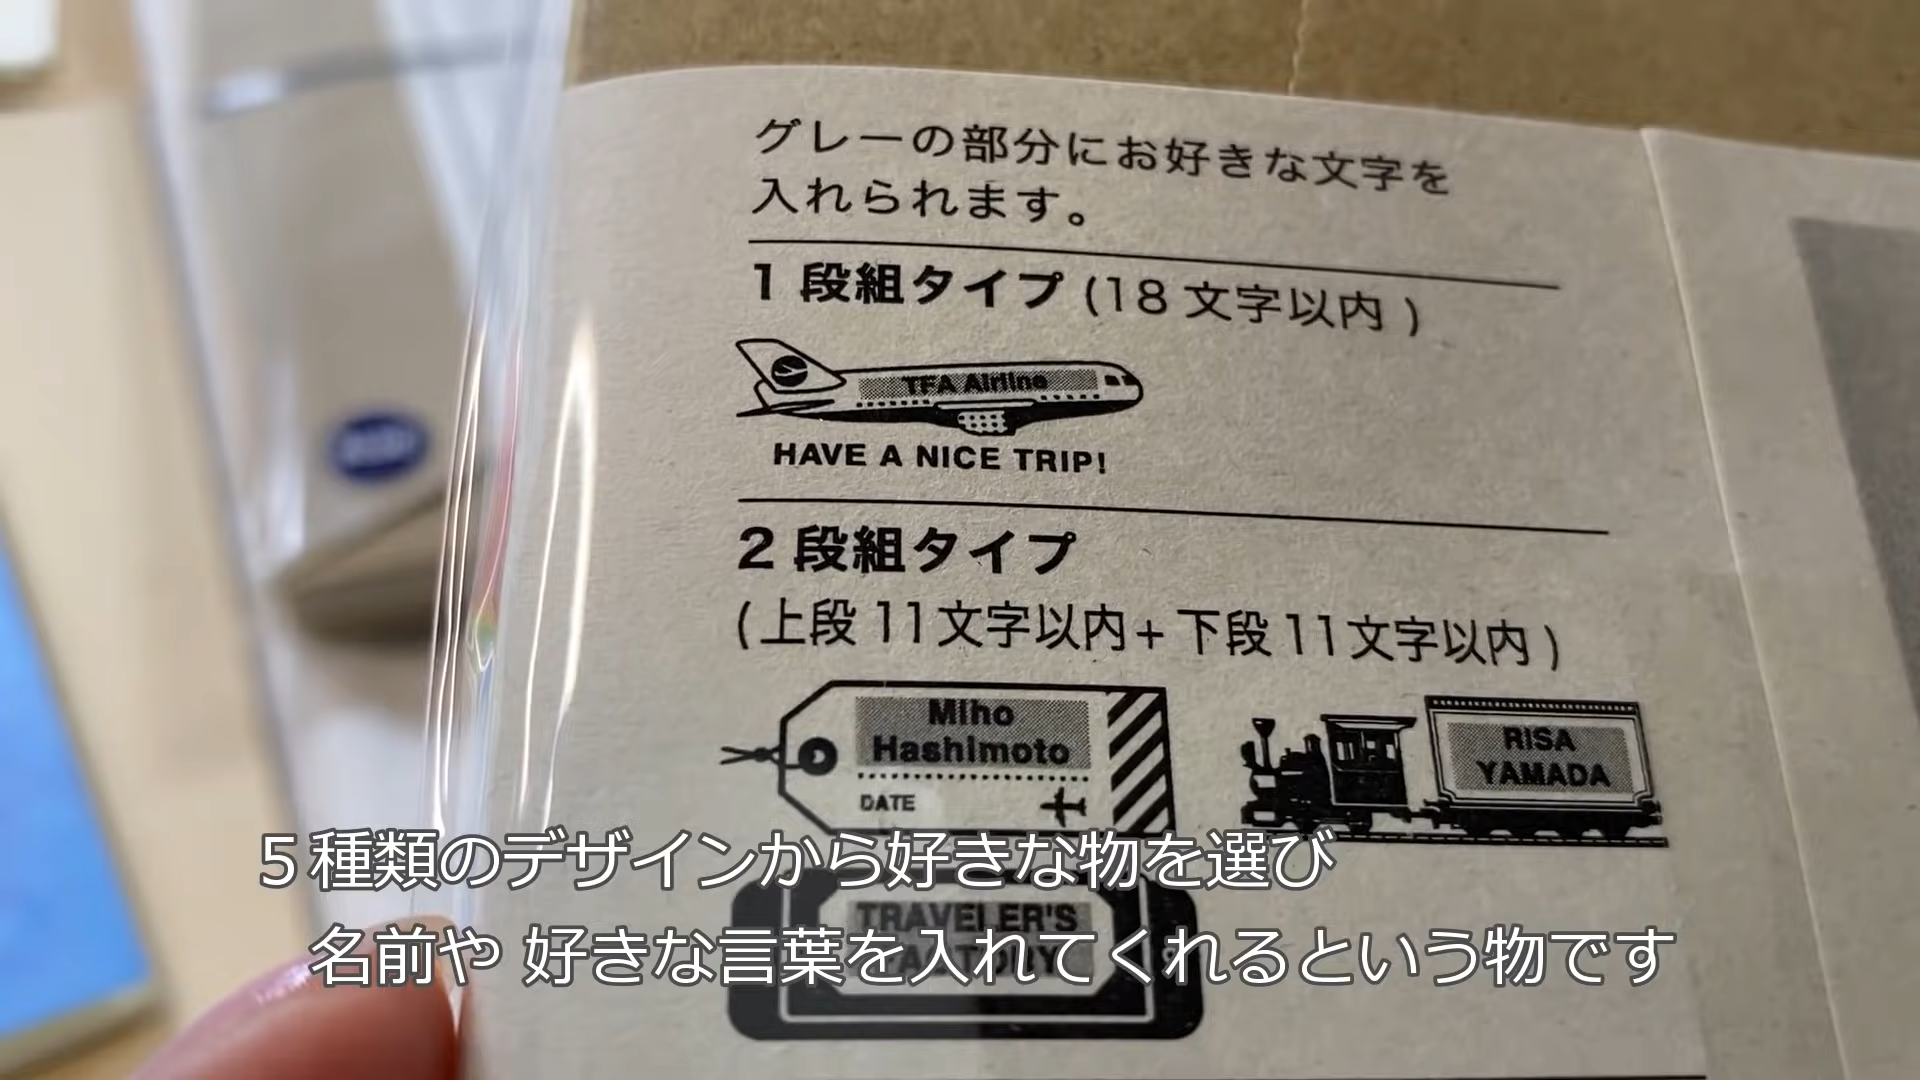 グレーの部分にお好きな文字を
入れられます。
1 段組タイプ (18 文字以内 )
TFA Airline
HAVE A NICE TRIP!
2 段組タイプ
(上段 11文字以内+ 下段 11文字以内 )
Miho
Hashimoto
DATE
RISA
YAMADA
5種類のデザインから好きな物を選び
TRAVELER'S
名前や 好きな言葉を入れてくれるという物です